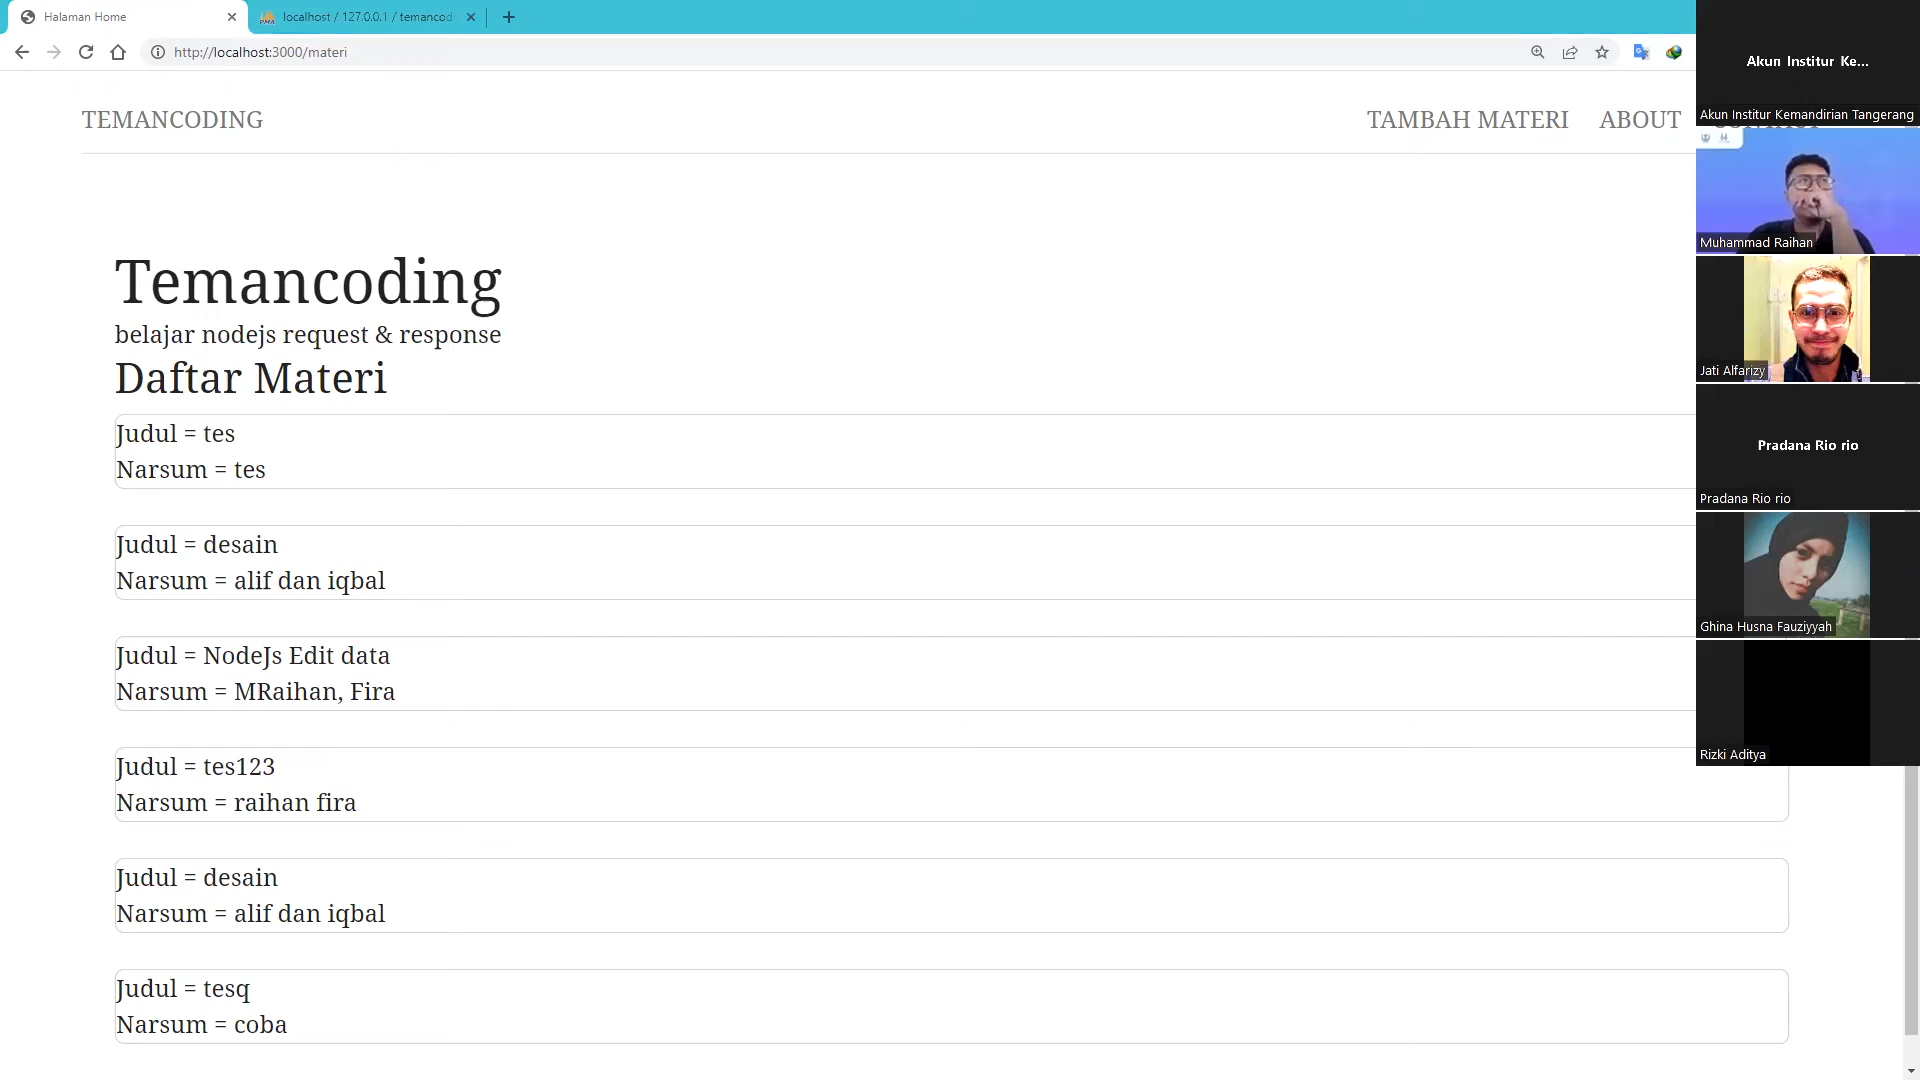 Halaman Home
localhost / 127.0.0.1 / temancod
http://localhost:3000/materi
TEMANCODING
TAMBAH MATERI
ABOUT
Temancoding
belajar nodejs request & response
Daftar Materi
Judul = tes
Narsum = tes
Judul = desain
Narsum = alif dan iqbal
Judul = NodeJs Edit data
Narsum = MRaihan, Fira
Judul = tes123
Narsum = raihan fira
Judul = desain
Narsum = alif dan iqbal
Judul = tesq
Narsum = coba
Akun Institur Ke...
Akun Institur Kemandirian Tangerang
Muhammad Raihan
Jati Alfarizy
Pradana Rio rio
Pradana Rio rio
Ghina Husna Fauziyyah
Rizki Aditya